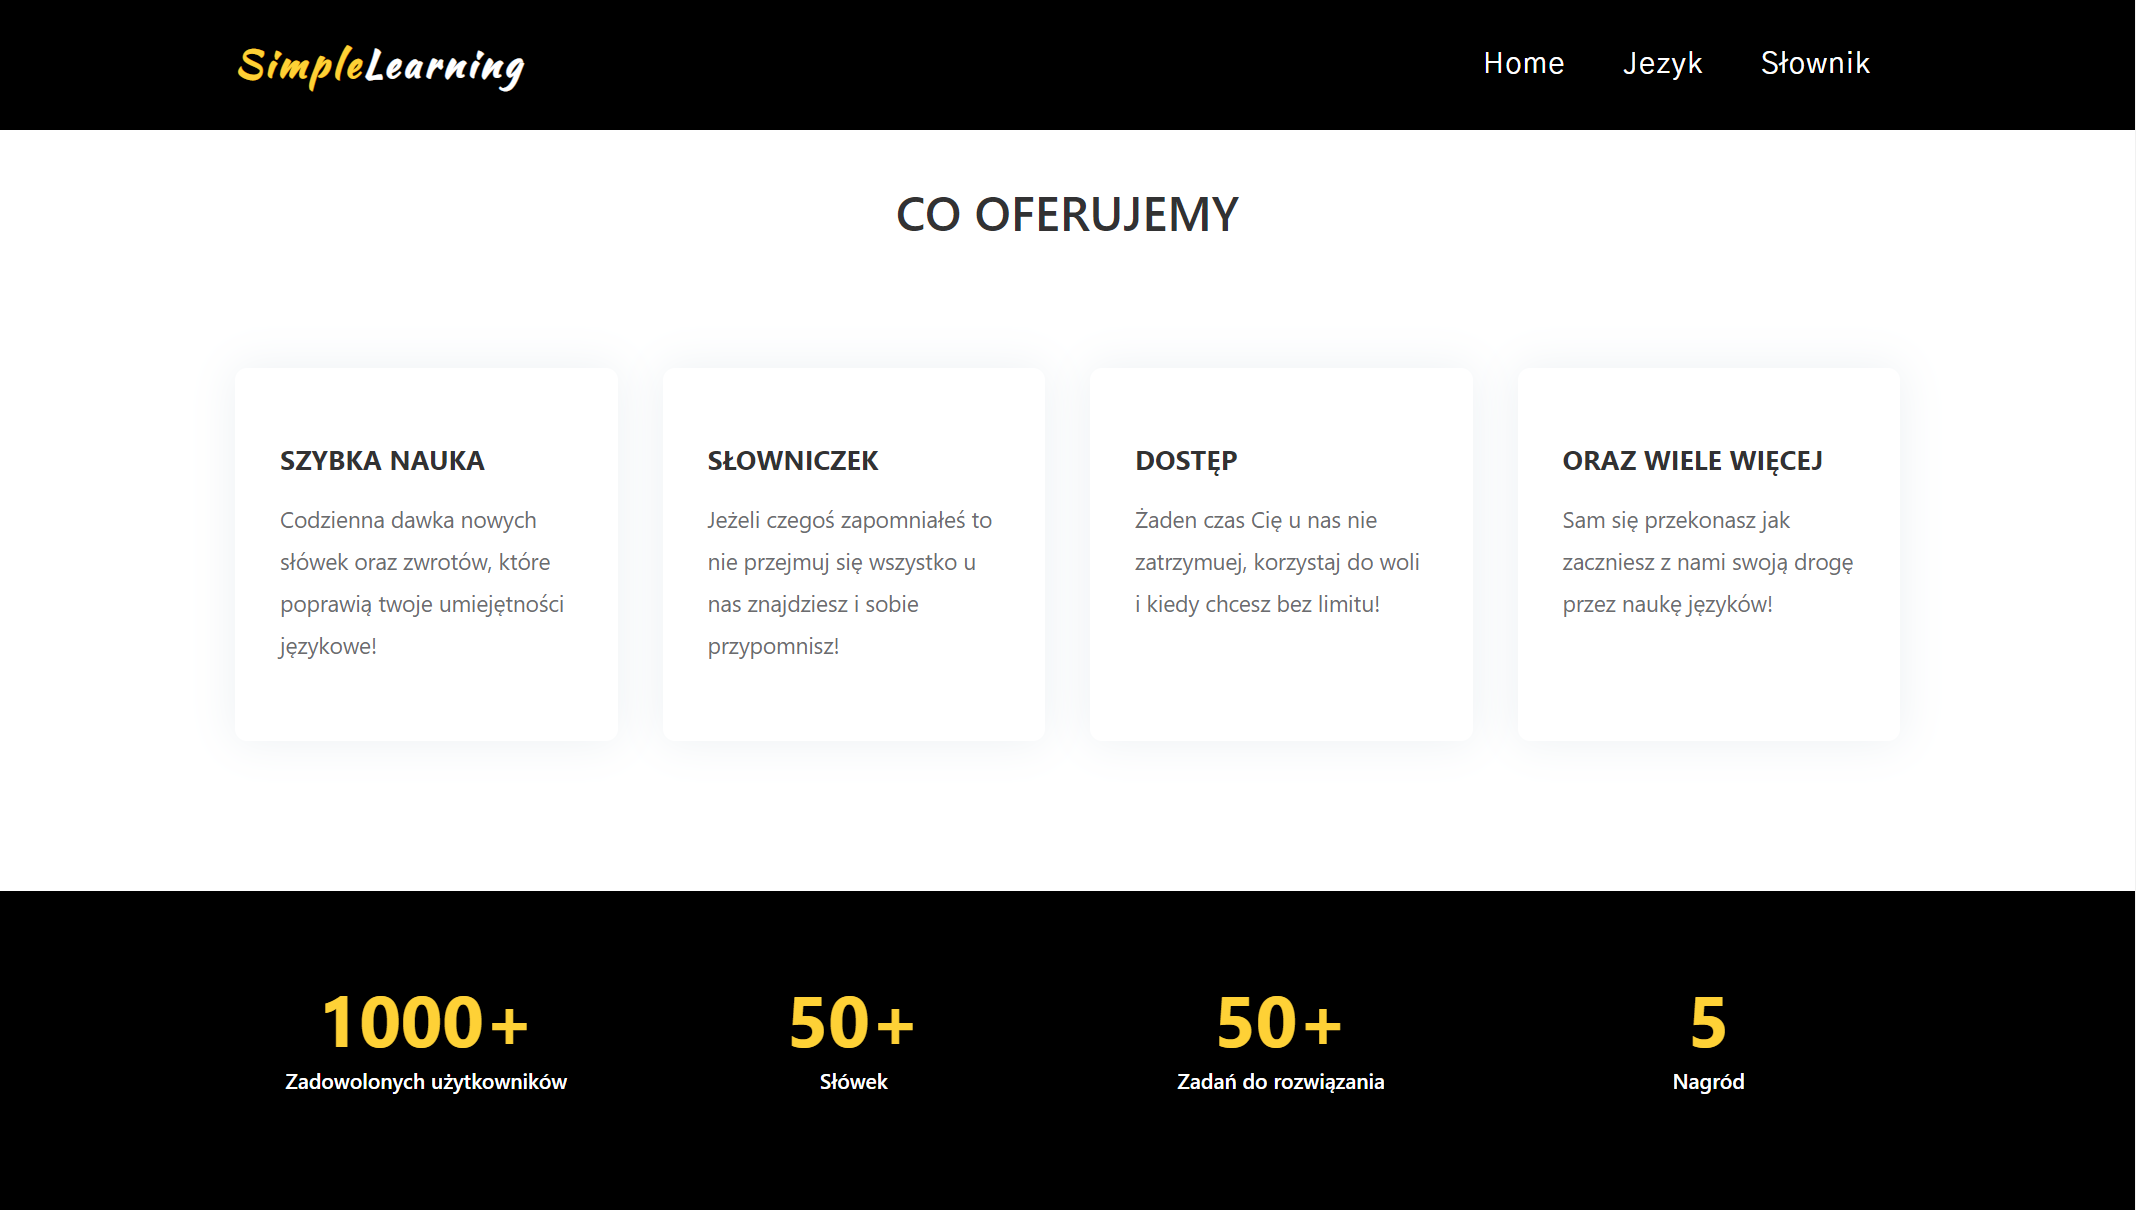 SimpleLearning
Home Jezyk Słownik
CO OFERUJEMY
SZYBKA NAUKA
Codzienna dawka nowych
słówek oraz zwrotów, które
poprawią twoje umiejętności
językowe!
SŁOWNICZEK
Jeżeli czegoś zapomniałeś to
nie przejmuj się wszystko u
nas znajdziesz i sobie
przypomnisz!
DOSTĘP
Żaden czas Cię u nas nie
zatrzymuej, korzystaj do woli
i kiedy chcesz bez limitu!
ORAZ WIELE WIĘCEJ
Sam się przekonasz jak
zaczniesz z nami swoją drogę
przez naukę języków!
1000+
Zadowolonych użytkowników
50+
Słówek
50+
Zadań do rozwiązania
5
Nagród